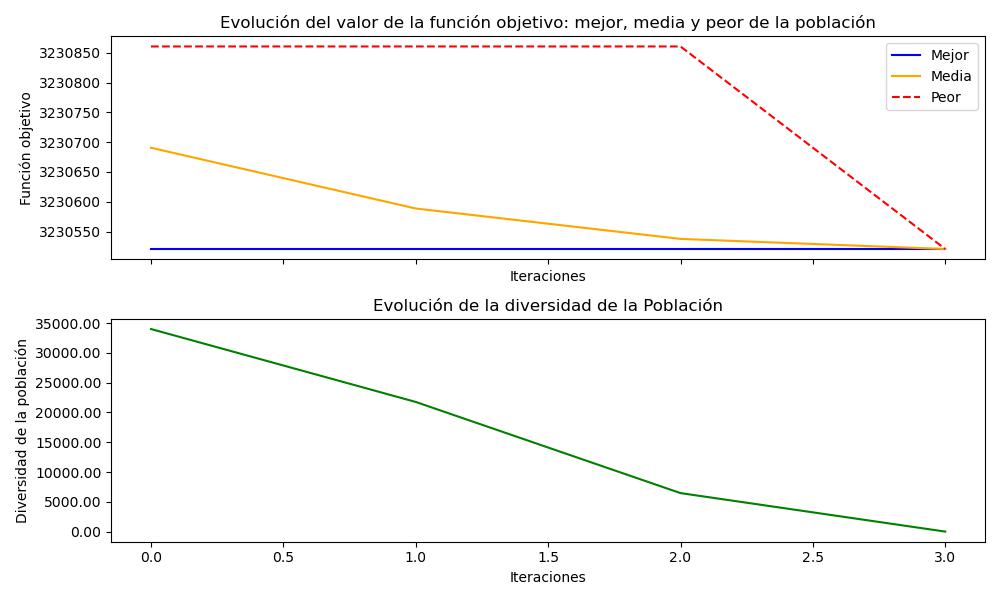 Evolución del valor de la función objetivo: mejor, media y peor de la población
Función objetivo
3230850
3230800
3230750
3230700
3230650
3230600
3230550
Mejor
Media
Peor
Iteraciones
Evolución de la diversidad de la Población
Diversidad de la población
35000.00
30000.00
25000.00
20000.00
15000.00
10000.00
5000.00
0.00
0.0 0.5 1.0 1.5 2.0 2.5 3.0
Iteraciones